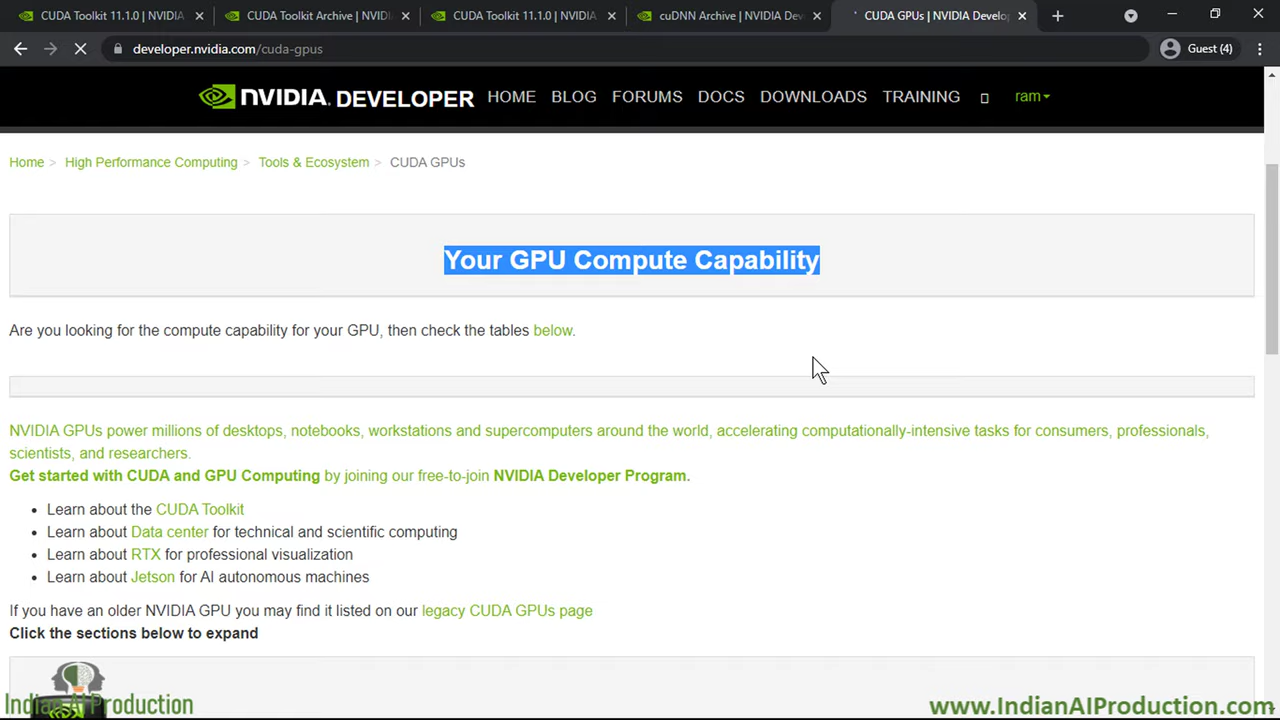 CUDA Toolkit 11.1.0 | NVIDIA
CUDA Toolkit Archive | NVIDI
CUDA Toolkit 11.1.0 | NVIDIA
cuDNN Archive | NVIDIA Dev
CUDA GPUs | NVIDIA Develop
developer.nvidia.com/cuda-gpus
Guest (4)
NVIDIA. DEVELOPER HOME BLOG FORUMS DOCS DOWNLOADS TRAINING ram
Home > High Performance Computing > Tools & Ecosystem > CUDA GPUs
Your GPU Compute Capability
Are you looking for the compute capability for your GPU, then check the tables below.
NVIDIA GPUs power millions of desktops, notebooks, workstations and supercomputers around the world, accelerating computationally-intensive tasks for consumers, professionals,
scientists, and researchers.
Get started with CUDA and GPU Computing by joining our free-to-join NVIDIA Developer Program.
• Learn about the CUDA Toolkit
• Learn about Data center for technical and scientific computing
• Learn about RTX for professional visualization
• Learn about Jetson for AI autonomous machines
If you have an older NVIDIA GPU you may find it listed on our legacy CUDA GPUs page
Click the sections below to expand
Indian AI Production
www.IndianAIProduction.com